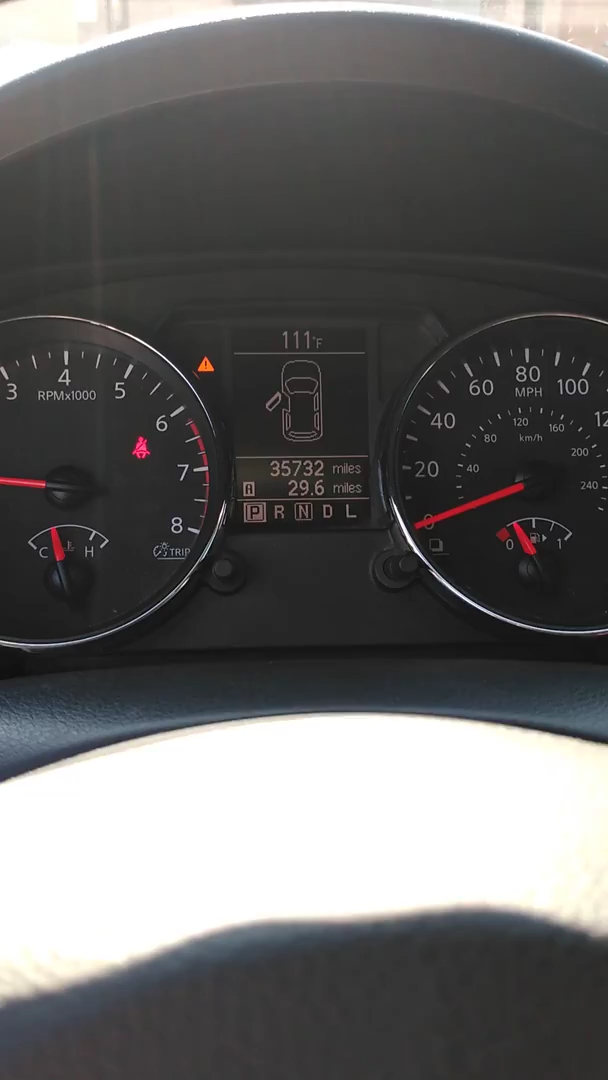 111°F
3 4 5 6 7 8
RPMx1000
C H
TRIP
35732 miles
A 29.6 miles
P R N D L
0 20 40 60 80 100
MPH
40 80 120 160 200 240
km/h
0 1